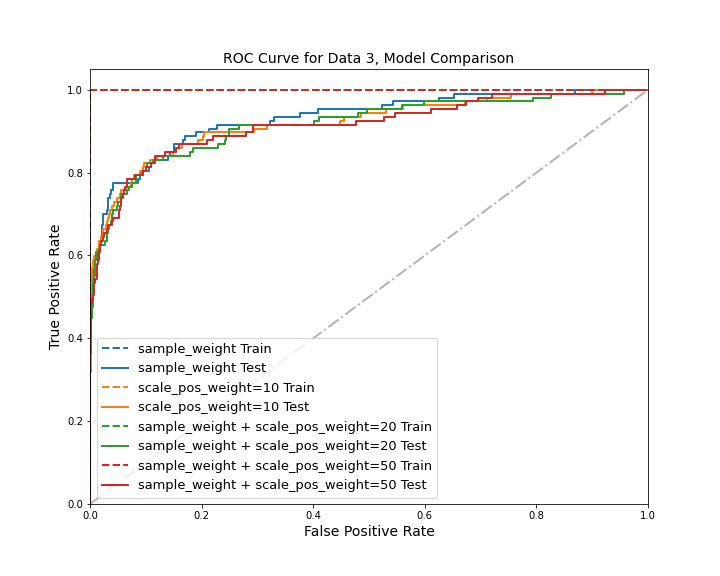 ROC Curve for Data 3, Model Comparison
True Positive Rate
1.0
0.8
0.6
0.4
0.2
0.0
sample_weight Train
sample_weight Test
scale_pos_weight=10 Train
scale_pos_weight=10 Test
sample_weight + scale_pos_weight=20 Train
sample_weight + scale_pos_weight=20 Test
sample_weight + scale_pos_weight=50 Train
sample_weight + scale_pos_weight=50 Test
0.0 0.2 0.4 0.6 0.8 1.0
False Positive Rate